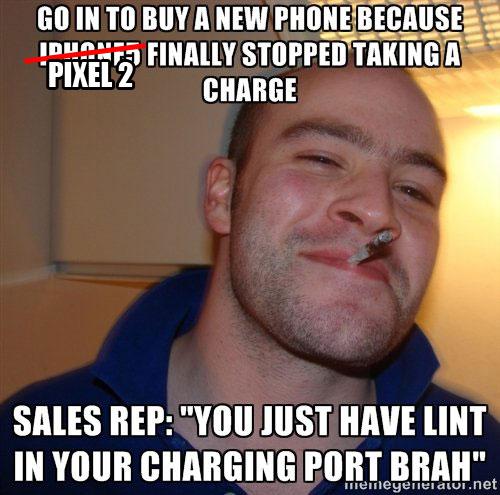 GO IN TO BUY A NEW PHONE BECAUSE
IPHONE5 FINALLY STOPPED TAKING A
PIXEL 2
CHARGE
SALES REP: "YOU JUST HAVE LINT
IN YOUR CHARGING PORT BRAH"
memegenerator.net